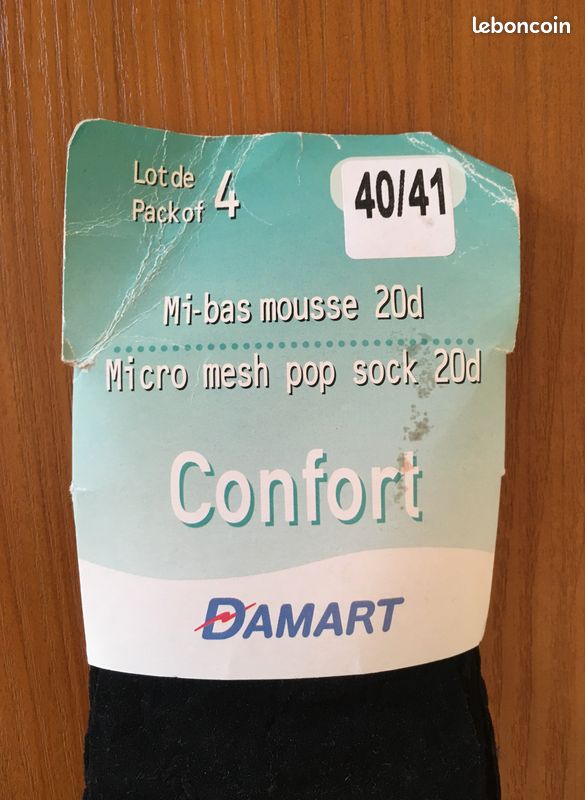 leboncoin
Lot de
Pack of 4
40/41
Mi-bas mousse 20d
Micro mesh pop sock 20d
Confort
DAMART